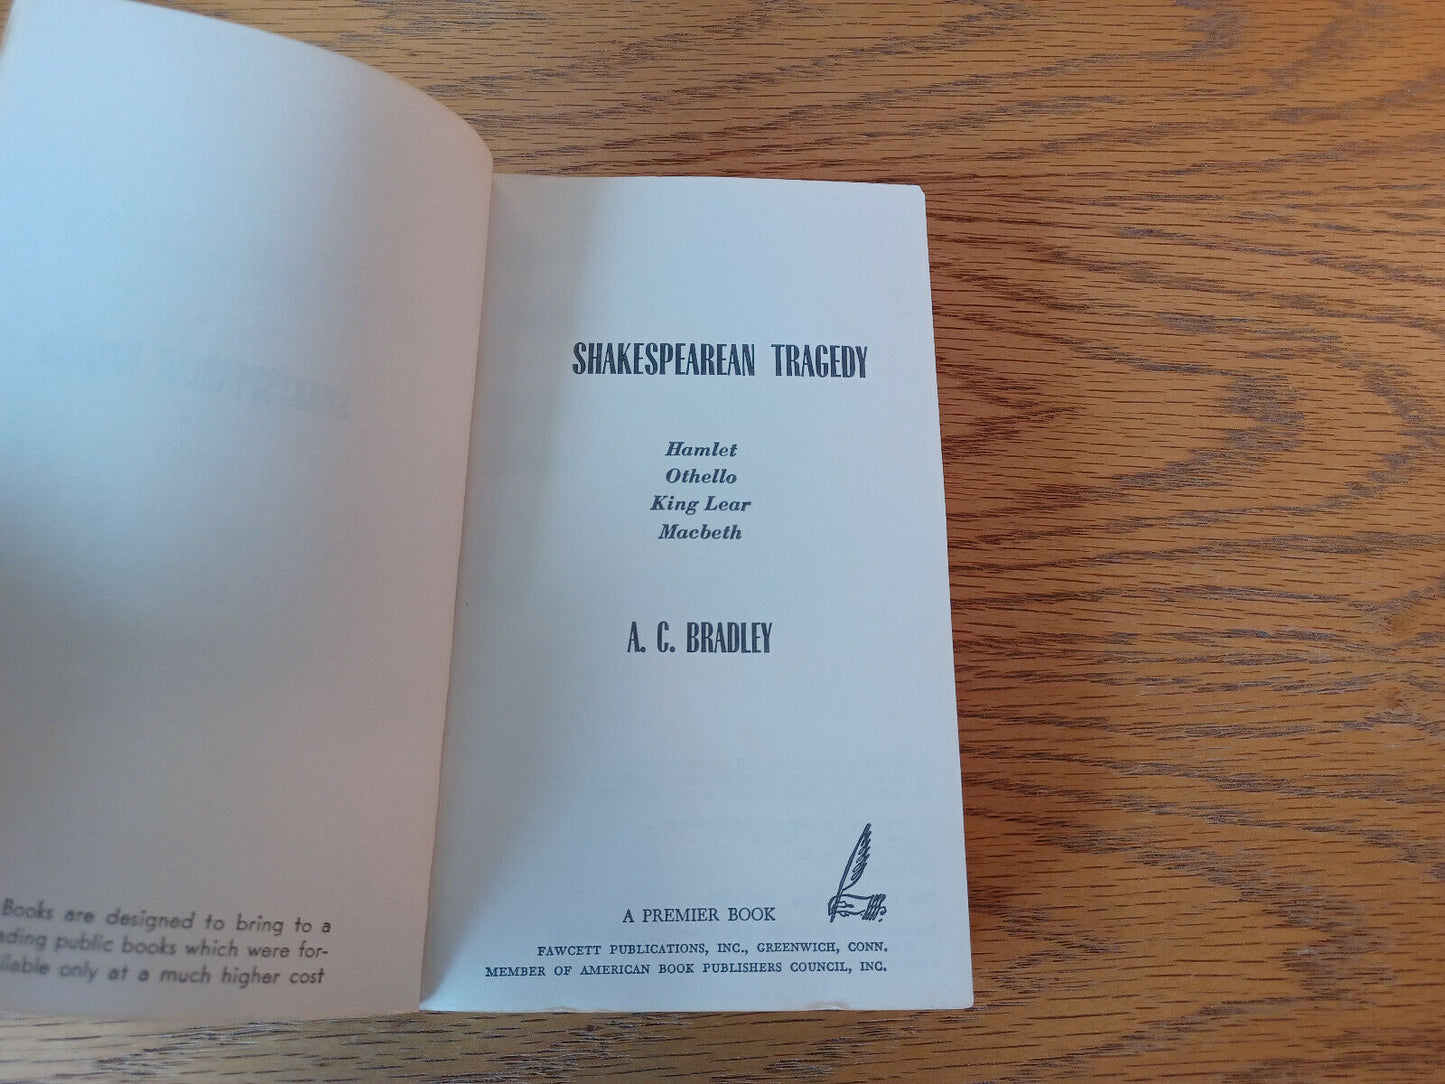 Books are designed to bring to a
ading public books which were for-
ilable only at a much higher cost
SHAKESPEAREAN TRAGEDY
Hamlet
Othello
King Lear
Macbeth
A. C. BRADLEY
A PREMIER BOOK
FAWCETT PUBLICATIONS, INC., GREENWICH, CONN.
MEMBER OF AMERICAN BOOK PUBLISHERS COUNCIL, INC.